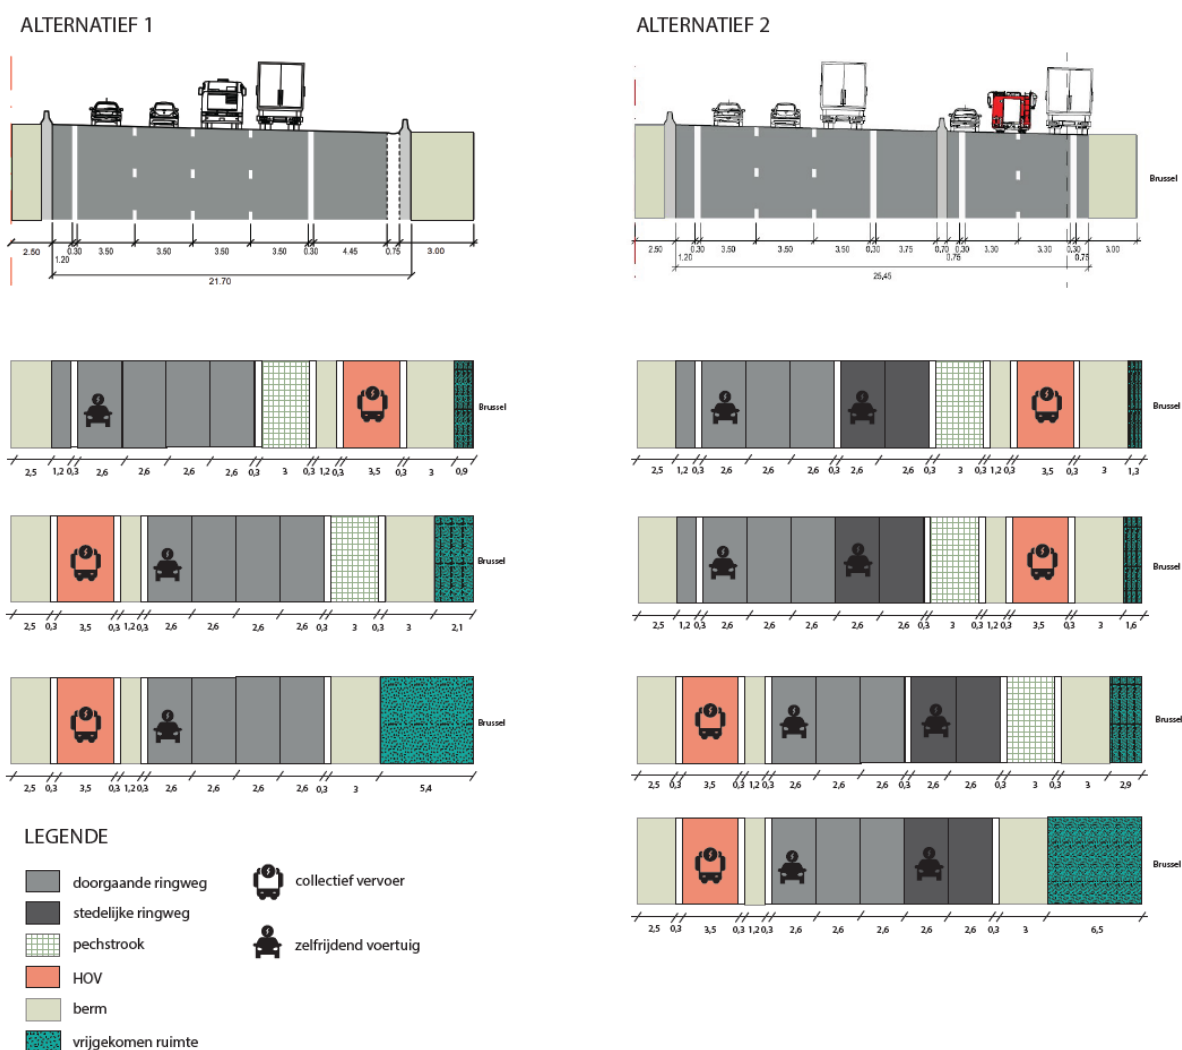 ALTERNATIEF 1
2.50 1.20 0.30 3.50 3.50 3.50 3.50 0.30 4.45 0.75 3.00
21.70
Brussel
2,5 1,2 0,3 2,6 2,6 2,6 2,6 0,3 3 0,3 1,2 0,3 3,5 0,3 3 0,9
Brussel
2,5 0,3 3,5 0,3 1,2 0,3 2,6 2,6 2,6 2,6 0,3 3 0,3 3 2,1
Brussel
2,5 0,3 3,5 0,3 1,2 0,3 2,6 2,6 2,6 2,6 0,3 3 5,4
ALTERNATIEF 2
Brussel
2.50 1.20 0.30 3.50 3.50 3.50 0.30 3.75 0.70 0.75 0.30 3.30 3.30 0.30 0.75 3.00
25,45
Brussel
2,5 1,2 0,3 2,6 2,6 2,6 0,3 2,6 2,6 0,3 3 0,3 1,2 0,3 3,5 0,3 3 1,3
Brussel
2,5 1,2 0,3 2,6 2,6 2,6 2,6 2,6 0,3 3 0,3 1,2 0,3 3,5 0,3 3 1,6
Brussel
2,5 0,3 3,5 0,3 1,2 0,3 2,6 2,6 2,6 0,3 2,6 2,6 0,3 3 0,3 3 2,9
Brussel
2,5 0,3 3,5 0,3 1,2 0,3 2,6 2,6 2,6 2,6 2,6 0,3 3 6,5
LEGENDE
doorgaande ringweg
stedelijke ringweg
pechstrook
HOV
berm
vrijgekomen ruimte
collectief vervoer
zelfrijdend voertuig